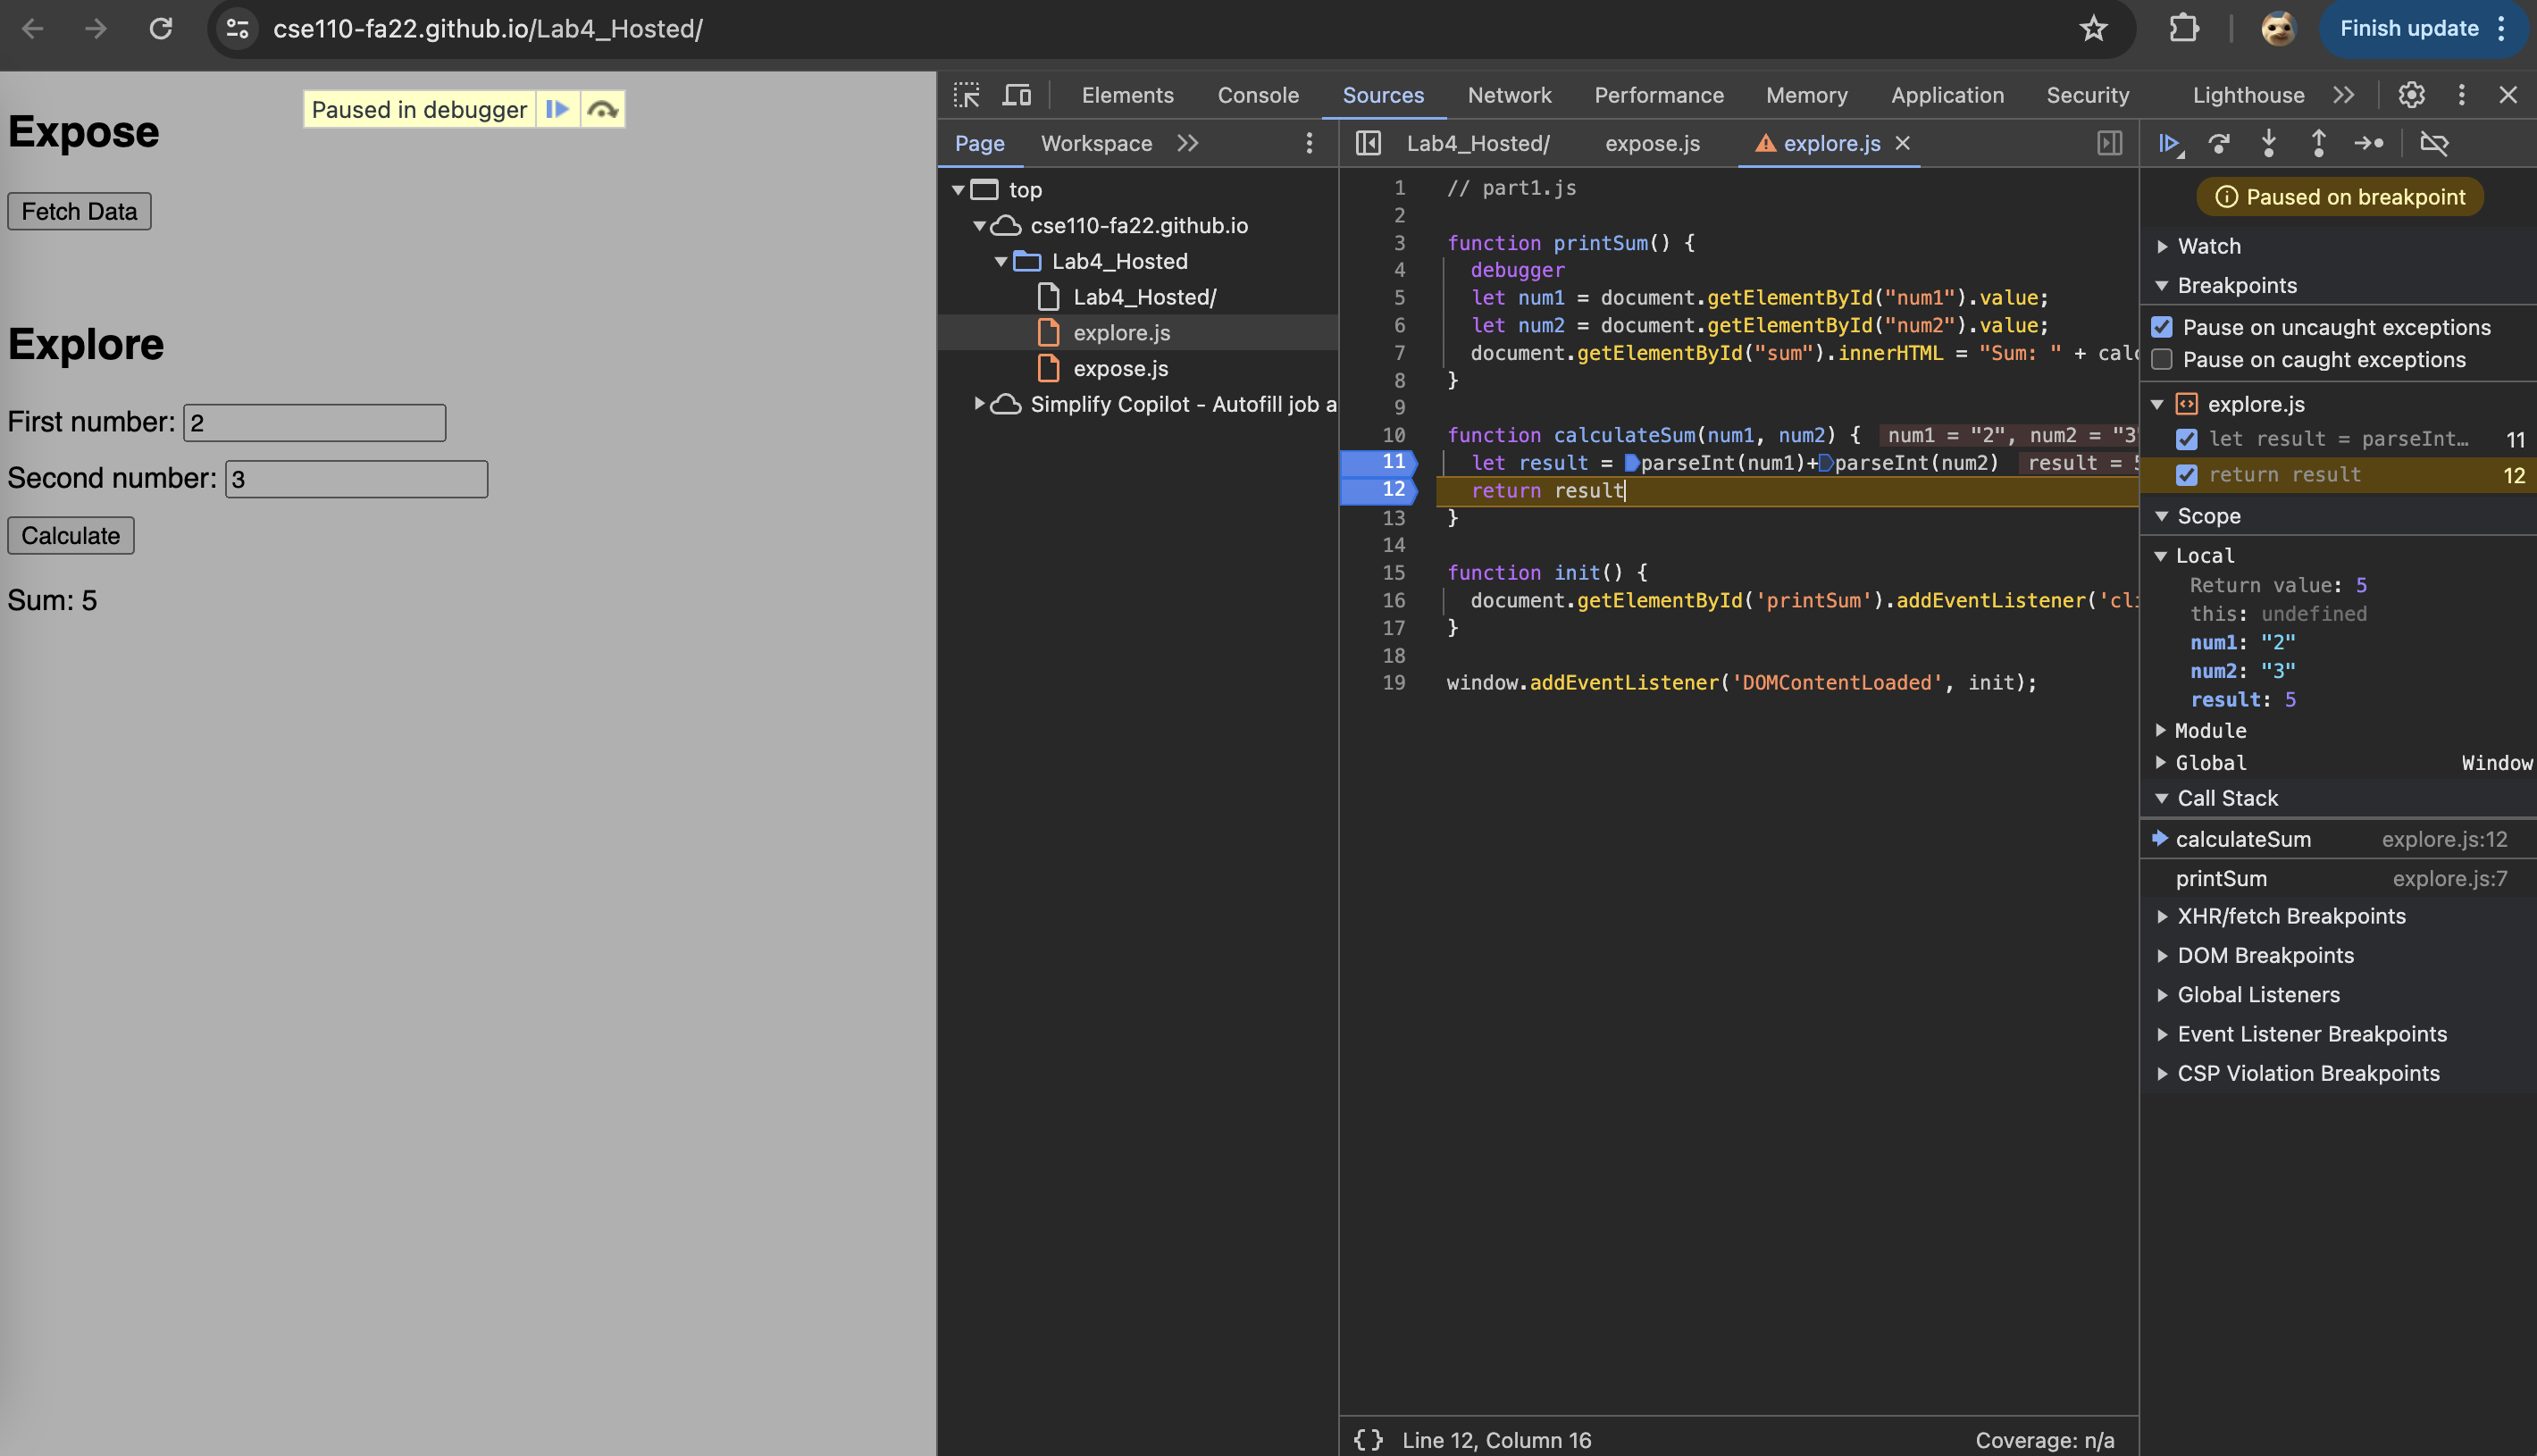 cse110-fa22.github.io/Lab4_Hosted/
Finish update
Paused in debugger
Expose
Fetch Data
Explore
First number: 2
Second number: 3
Calculate
Sum: 5
Elements Console Sources Network Performance Memory Application Security Lighthouse
Page Workspace
top
cse110-fa22.github.io
Lab4_Hosted
Lab4_Hosted/
explore.js
expose.js
Simplify Copilot - Autofill job a
Lab4_Hosted/ expose.js explore.js
1 // part1.js
2
3 function printSum() {
4 debugger
5 let num1 = document.getElementById("num1").value;
6 let num2 = document.getElementById("num2").value;
7 document.getElementById("sum").innerHTML = "Sum: " + calc
8 }
9
10 function calculateSum(num1, num2) { num1 = "2", num2 = "3"
11 let result = parseInt(num1)+parseInt(num2) result = 5
12 return result
13 }
14
15 function init() {
16 document.getElementById('printSum').addEventListener('cli
17 }
18
19 window.addEventListener('DOMContentLoaded', init);
{} Line 12, Column 16
Coverage: n/a
Paused on breakpoint
Watch
Breakpoints
Pause on uncaught exceptions
Pause on caught exceptions
explore.js
let result = parseInt… 11
return result 12
Scope
Local
Return value: 5
this: undefined
num1: "2"
num2: "3"
result: 5
Module
Global Window
Call Stack
calculateSum explore.js:12
printSum explore.js:7
XHR/fetch Breakpoints
DOM Breakpoints
Global Listeners
Event Listener Breakpoints
CSP Violation Breakpoints